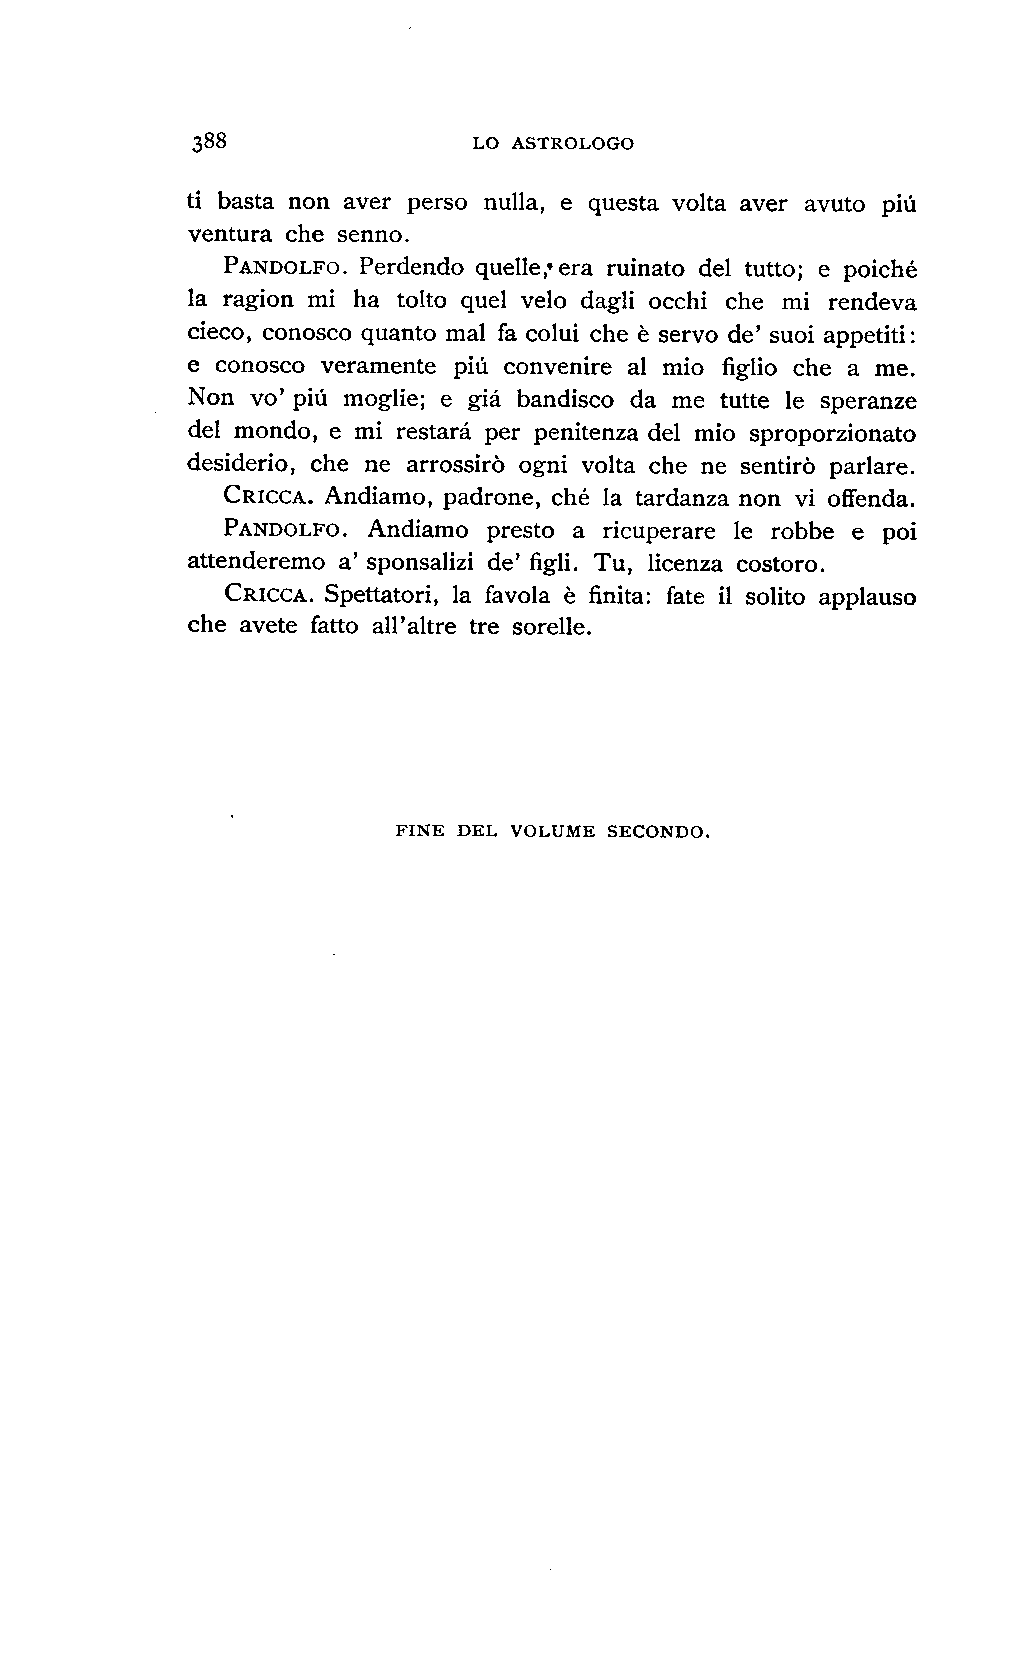 388 LO ASTROLOGO
ti basta non aver perso nulla, e questa volta aver avuto piú
ventura che senno.
PANDOLFO. Perdendo quelle, era ruinato del tutto; e poiché
la ragion mi ha tolto quel velo dagli occhi che mi rendeva
cieco, conosco quanto mal fa colui che è servo de' suoi appetiti:
e conosco veramente piú convenire al mio figlio che a me.
Non vo' piú moglie; e giá bandisco da me tutte le speranze
del mondo, e mi restará per penitenza del mio sproporzionato
desiderio, che ne arrossirò ogni volta che ne sentirò parlare.
CRICCA. Andiamo, padrone, ché la tardanza non vi offenda.
PANDOLFO. Andiamo presto a ricuperare le robbe e poi
attenderemo a' sponsalizi de' figli. Tu, licenza costoro.
CRICCA. Spettatori, la favola è finita: fate il solito applauso
che avete fatto all'altre tre sorelle.
FINE DEL VOLUME SECONDO.